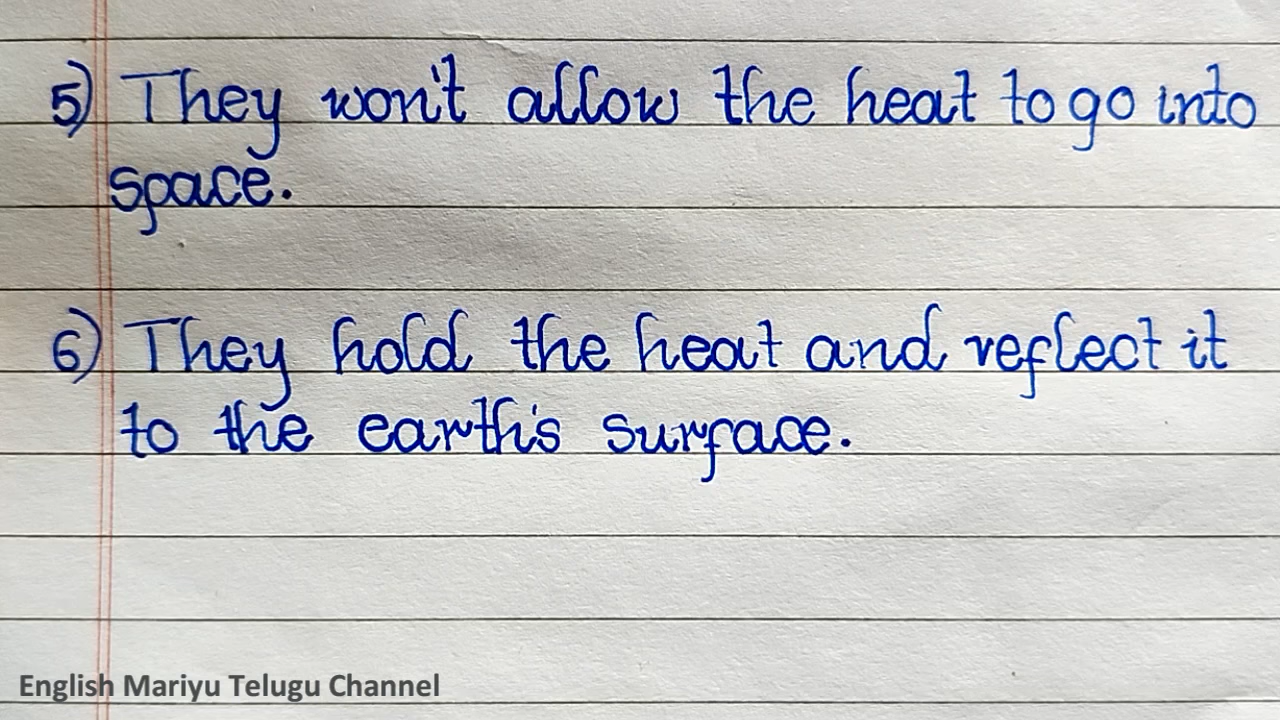 5) They won't allow the heat to go into
space.
6) They hold the heat and reflect it
to the earth's surface.
English Mariyu Telugu Channel